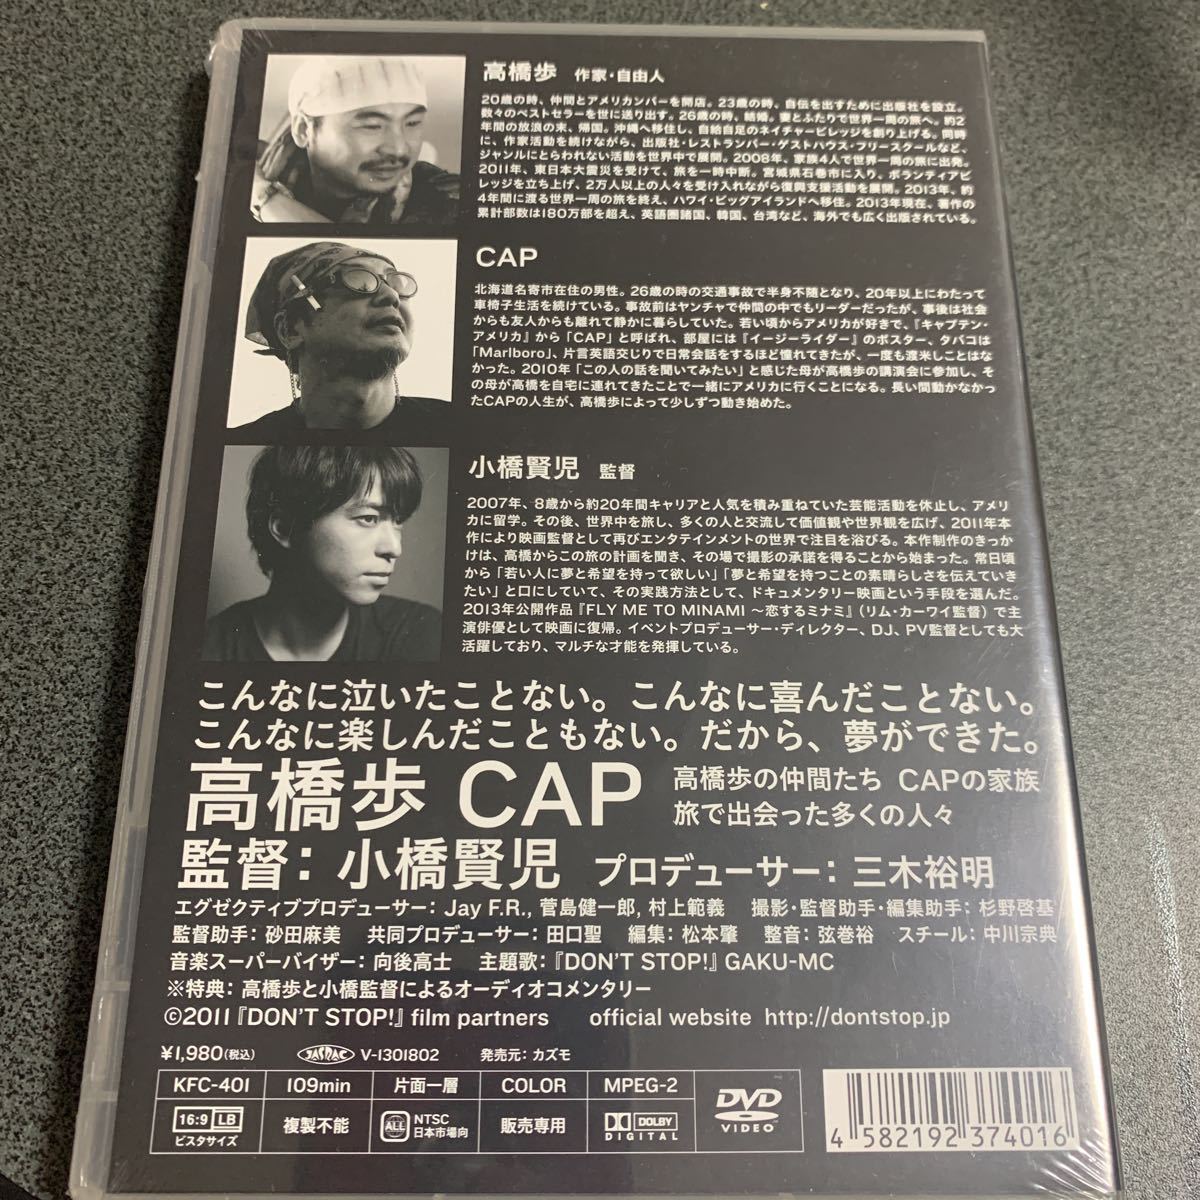 高橋歩 作家・自由人
20歳の時、仲間とアメリカンバーを開店。23歳の時、自伝を出すために出版社を設立。
数々のベストセラーを世に送り出す。26歳の時、結婚。妻とふたりで世界一周の旅へ。約2
年間の放浪の末、帰国。沖縄へ移住し、自給自足のネイチャービレッジを創り上げる。同時
に、作家活動を続けながら、出版社・レストランバー・ゲストハウス・フリースクールなど、
ジャンルにとらわれない活動を世界中で展開。2008年、家族4人で世界一周の旅に出発。
2011年、東日本大震災を受けて、旅を一時中断。宮城県石巻市に入り、ボランティアビ
レッジを立ち上げ、2万人以上の人々を受け入れながら復興支援活動を展開。2013年、約
4年間に渡る世界一周の旅を終え、ハワイ・ビッグアイランドへ移住。2013年現在、著作の
累計部数は180万部を超え、英語圏諸国、韓国、台湾など、海外でも広く出版されている。
CAP
北海道名寄市在住の男性。26歳の時の交通事故で半身不随となり、20年以上にわたって
車椅子生活を続けている。事故前はヤンチャで仲間の中でもリーダーだったが、事後は社会
からも友人からも離れて静かに暮らしていた。若い頃からアメリカが好きで、『キャプテン・
アメリカ』から「CAP」と呼ばれ、部屋には『イージーライダー』のポスター、タバコは
「Marlboro」、片言英語交じりで日常会話をするほど憧れてきたが、一度も渡米しことはな
かった。2010年「この人の話を聞いてみたい」と感じた母が高橋歩の講演会に参加し、そ
の母が高橋を自宅に連れてきたことで一緒にアメリカに行くことになる。長い間動かなかっ
たCAPの人生が、高橋歩によって少しずつ動き始めた。
小橋賢児 監督
2007年、8歳から約20年間キャリアと人気を積み重ねていた芸能活動を休止し、アメリ
カに留学。その後、世界中を旅し、多くの人と交流して価値観や世界観を広げ、2011年本
作により映画監督として再びエンタテインメントの世界で注目を浴びる。本作制作のきっか
けは、高橋からこの旅の計画を聞き、その場で撮影の承諾を得ることから始まった。常日頃
から「若い人に夢と希望を持って欲しい」「夢と希望を持つことの素晴らしさを伝えていき
たい」と口にしていて、その実践方法として、ドキュメンタリー映画という手段を選んだ。
2013年公開作品『FLY ME TO MINAMI ～恋するミナミ』（リム・カーワイ監督）で主
演俳優として映画に復帰。イベントプロデューサー・ディレクター、DJ、PV監督としても大
活躍しており、マルチな才能を発揮している。
こんなに泣いたことない。こんなに喜んだことない。
こんなに楽しんだこともない。だから、夢ができた。
高橋歩 CAP 高橋歩の仲間たち CAPの家族
旅で出会った多くの人々
監督：小橋賢児 プロデューサー：三木裕明
エグゼクティブプロデューサー：Jay F.R., 菅島健一郎, 村上範義 撮影・監督助手・編集助手：杉野啓基
監督助手：砂田麻美 共同プロデューサー：田口聖 編集：松本肇 整音：弦巻裕 スチール：中川宗典
音楽スーパーバイザー：向後高士 主題歌：『DON'T STOP!』GAKU-MC
※特典：高橋歩と小橋監督によるオーディオコメンタリー
©2011『DON'T STOP!』film partners official website http://dontstop.jp
¥1,980(税込) JASRAC V-1301802 発売元：カズモ
KFC-401 109min 片面一層 COLOR MPEG-2
16:9 LB ビスタサイズ 複製不能 ALL NTSC 日本市場向 販売専用 DOLBY DIGITAL DVD VIDEO
4 582192 374016